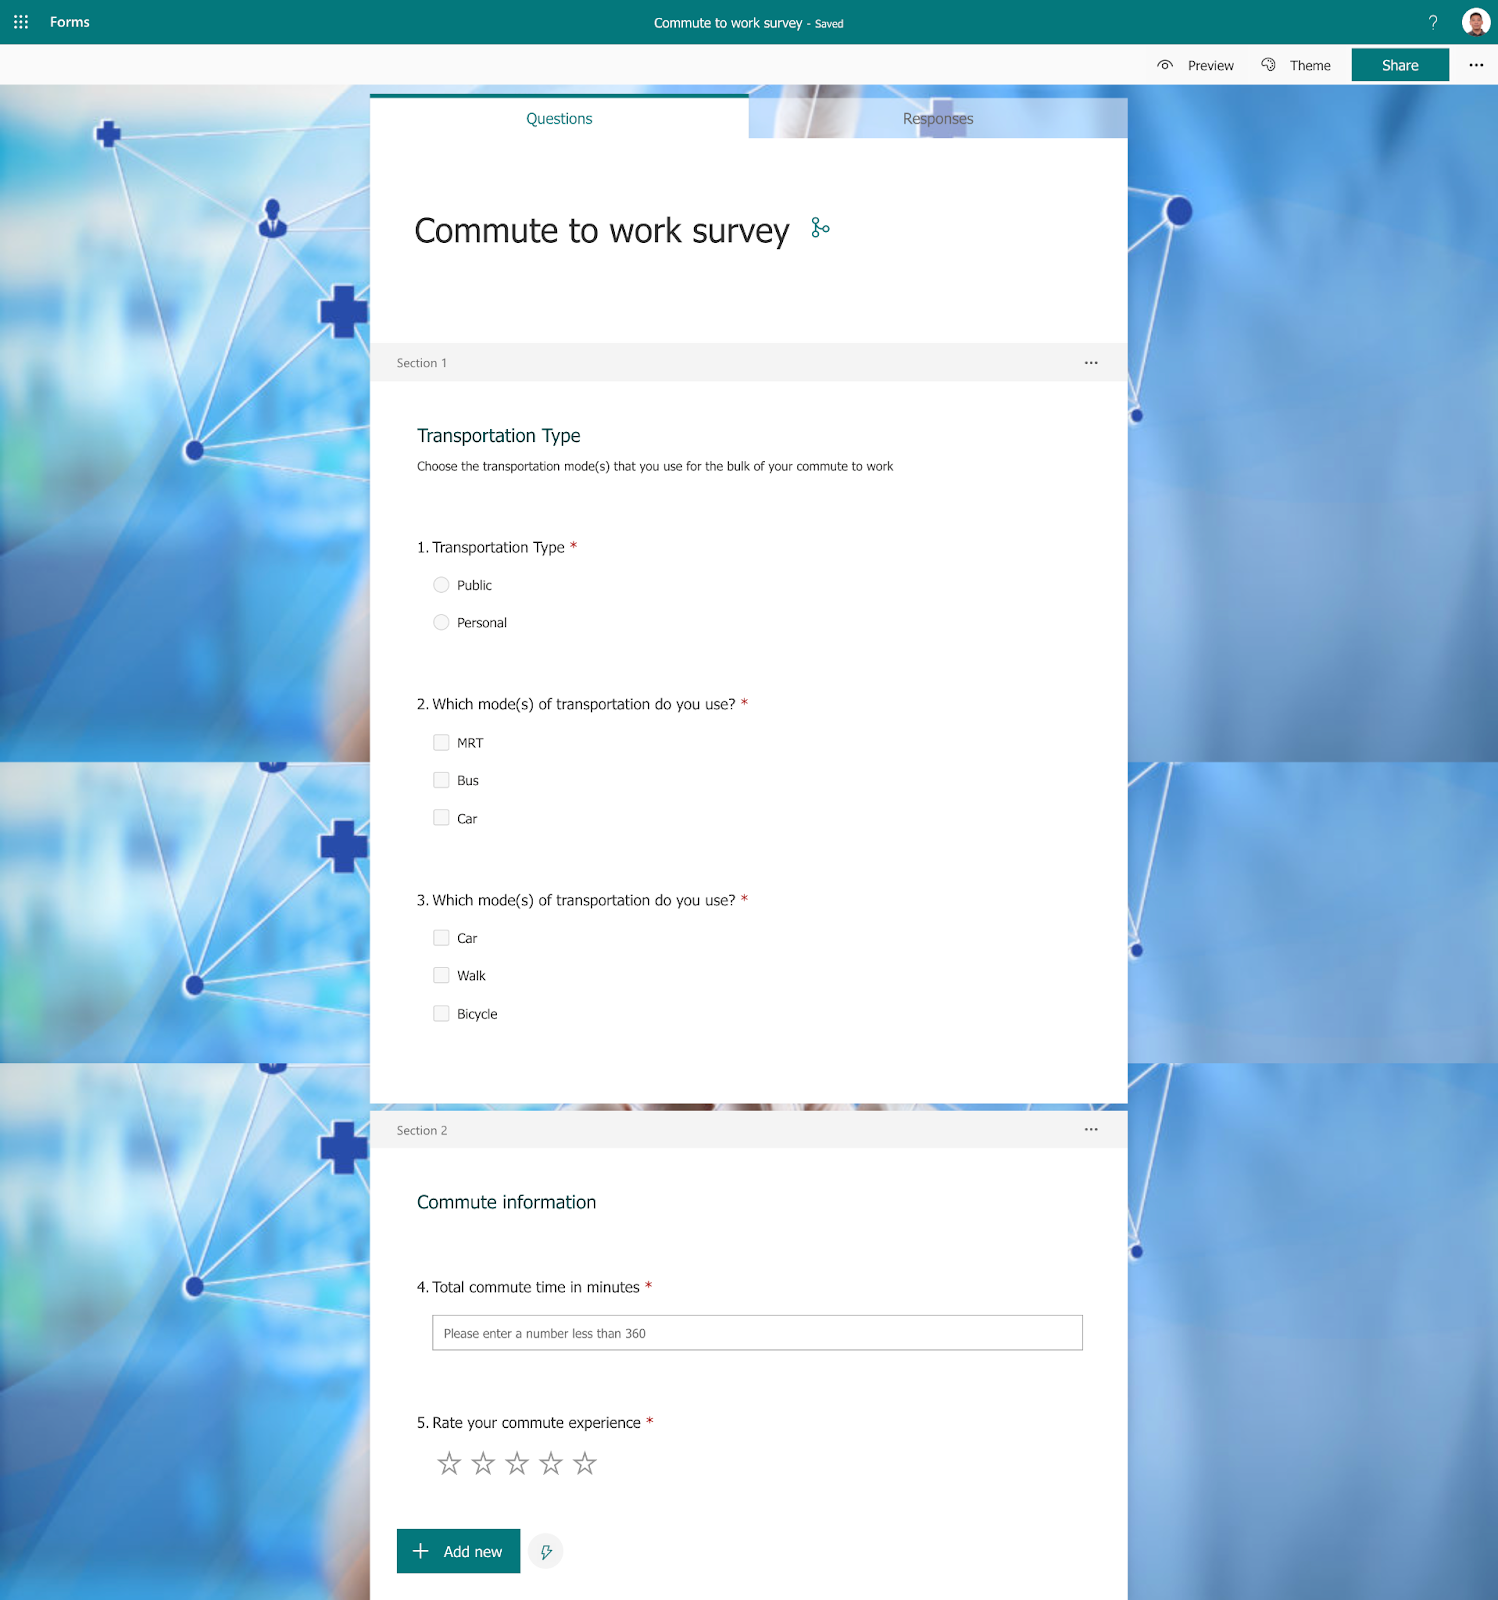 Forms
Commute to work survey - Saved
?
Preview
Theme
Share
Questions
Responses
Commute to work survey
Section 1
Transportation Type
Choose the transportation mode(s) that you use for the bulk of your commute to work
1. Transportation Type *
Public
Personal
2. Which mode(s) of transportation do you use? *
MRT
Bus
Car
3. Which mode(s) of transportation do you use? *
Car
Walk
Bicycle
Section 2
Commute information
4. Total commute time in minutes *
Please enter a number less than 360
5. Rate your commute experience *
Add new